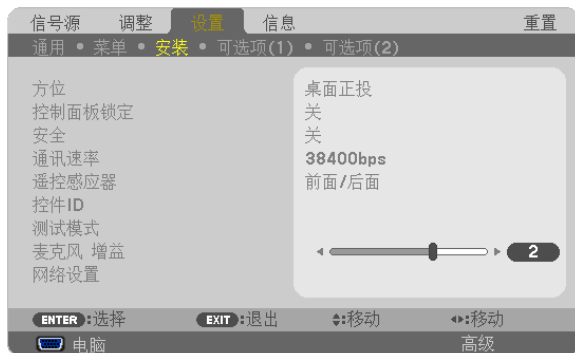 信号源 调整 设置 信息 重置
通用 • 菜单 • 安装 • 可选项(1) • 可选项(2)
方位 桌面正投
控制面板锁定 关
安全 关
通讯速率 38400bps
遥控感应器 前面/后面
控件ID
测试模式
麦克风 增益 2
网络设置
ENTER:选择 EXIT:退出 :移动 :移动
电脑 高级